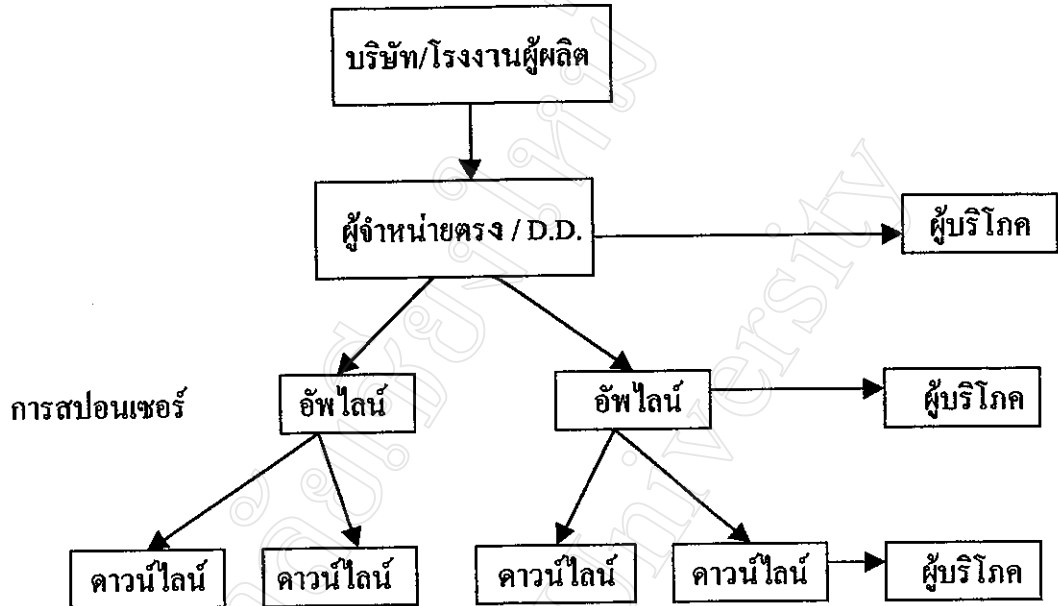 บริษัท/โรงงานผู้ผลิต
ผู้จำหน่ายตรง / D.D.
ผู้บริโภค
การสปอนเซอร์
อัพไลน์
อัพไลน์
ผู้บริโภค
ดาวน์ไลน์
ดาวน์ไลน์
ดาวน์ไลน์
ดาวน์ไลน์
ผู้บริโภค
University